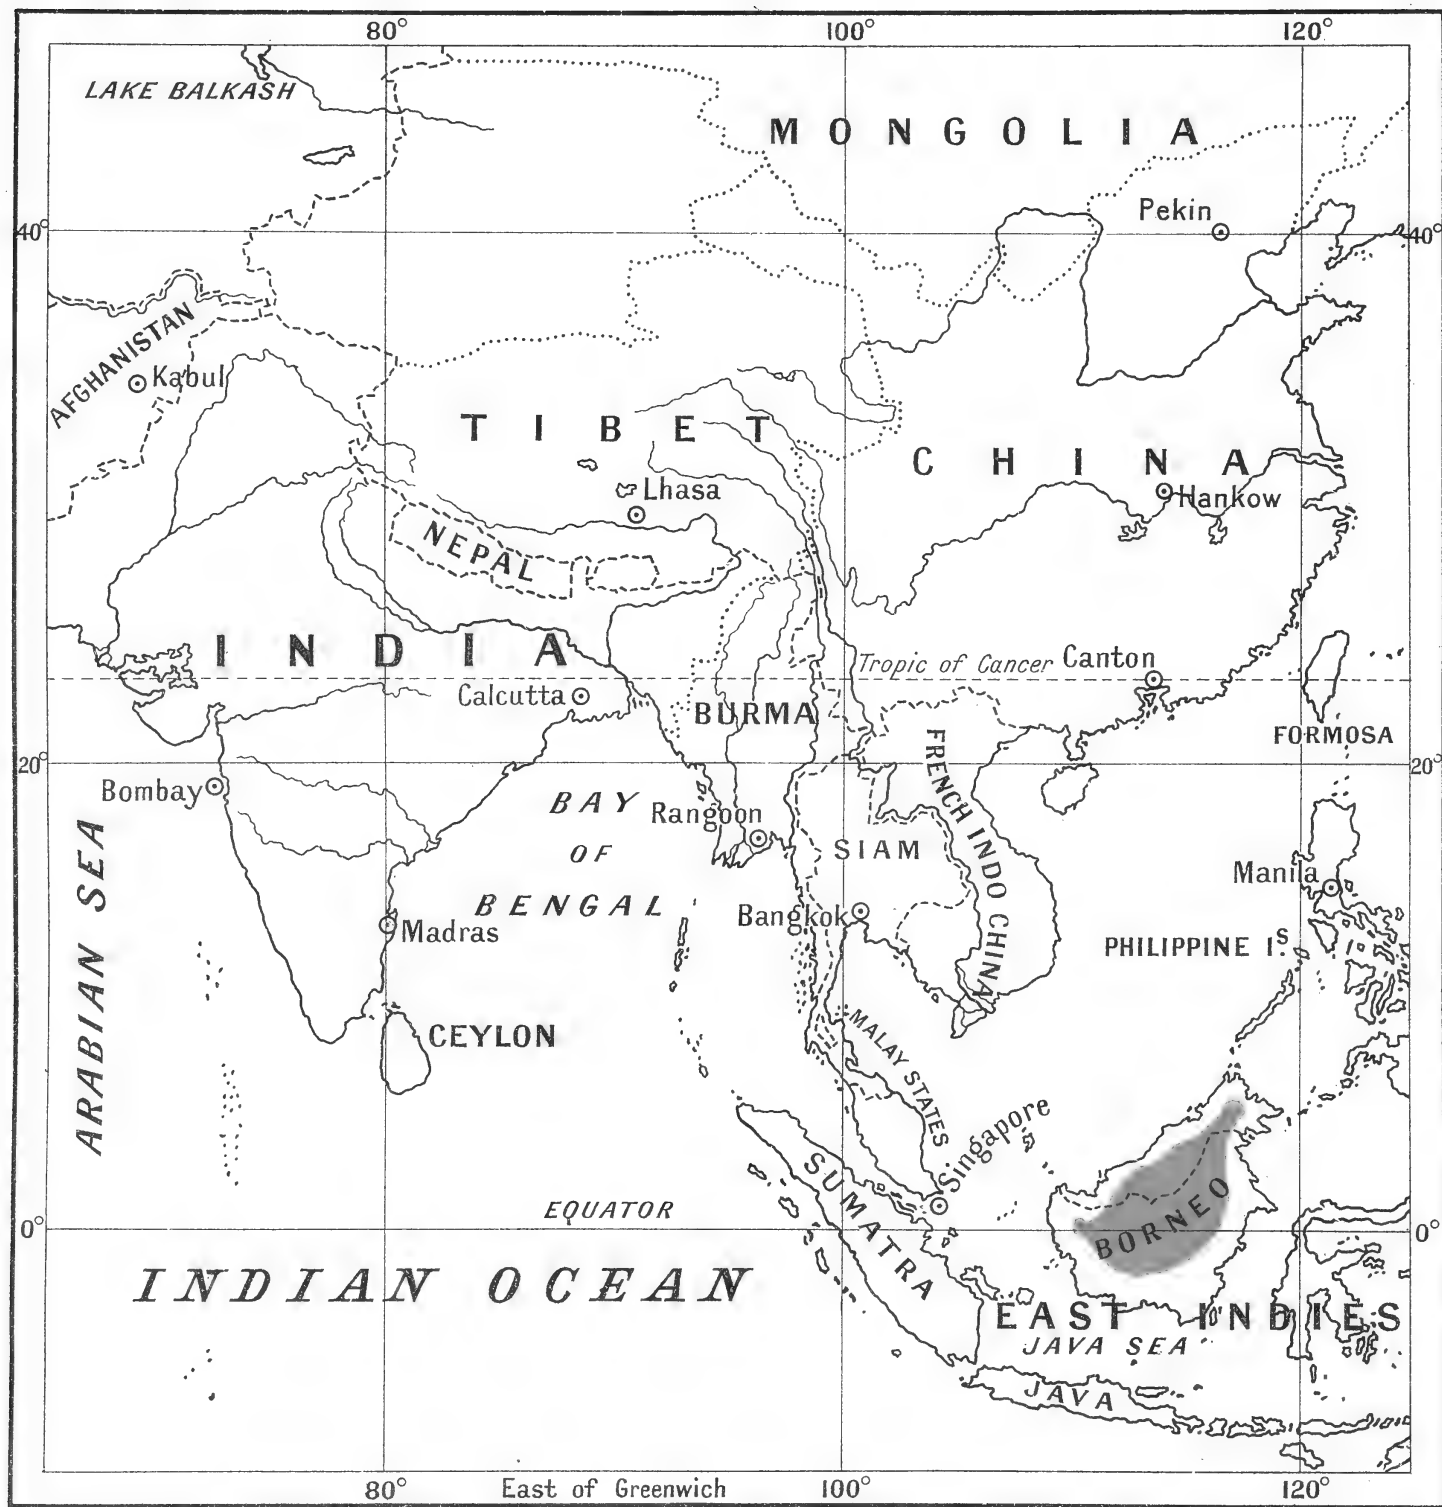 80° 100° 120°
LAKE BALKASH
MONGOLIA
Pekin
40° 40°
AFGHANISTAN
Kabul
TIBET
CHINA
Lhasa
Hankow
NEPAL
INDIA
Tropic of Cancer
Canton
Calcutta
BURMA
FORMOSA
FRENCH INDO CHINA
20° 20°
Bombay
BAY
OF
BENGAL
Rangoon
SIAM
ARABIAN SEA
Manila
Bangkok
Madras
PHILIPPINE Is.
CEYLON
MALAY STATES
Singapore
SUMATRA
BORNEO
EQUATOR
0° 0°
INDIAN OCEAN
EAST INDIES
JAVA SEA
JAVA
80° East of Greenwich 100° 120°